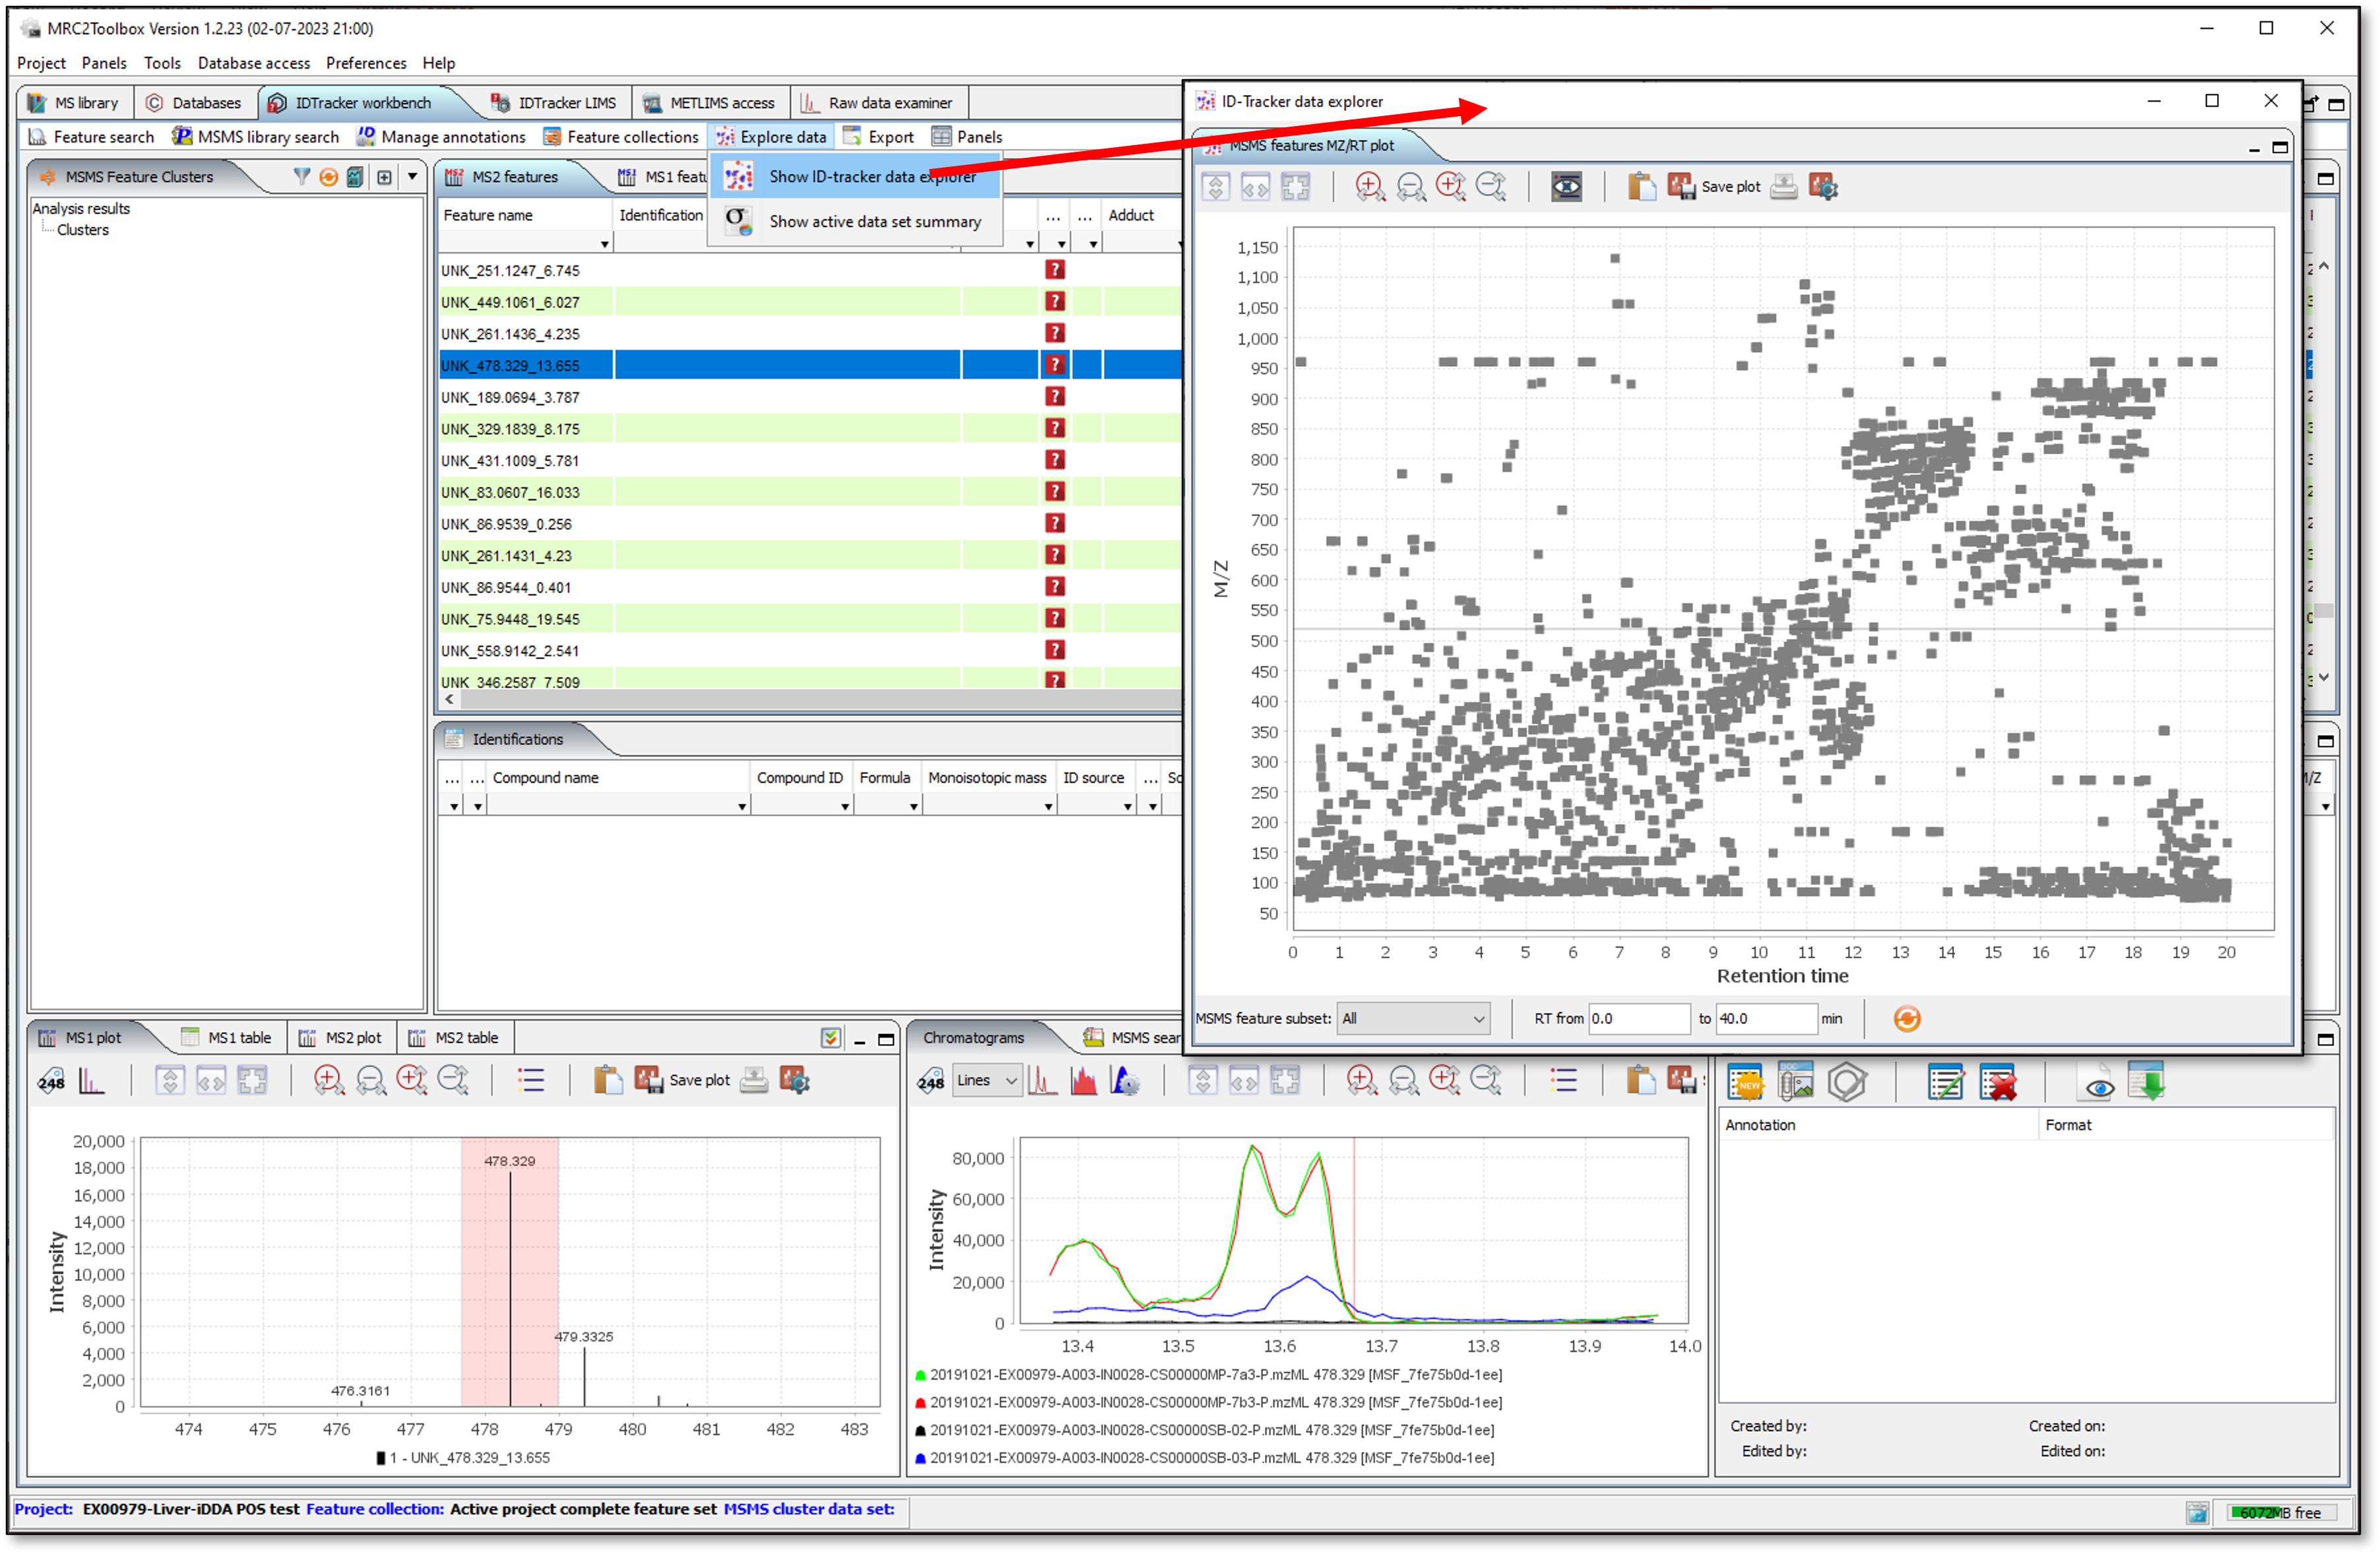 MRC2Toolbox Version 1.2.23 (02-07-2023 21:00)
Project Panels Tools Database access Preferences Help
MS library Databases IDTracker workbench IDTracker LIMS METLIMS access Raw data examiner
Feature search MSMS library search Manage annotations Feature collections Explore data Export Panels
Show ID-tracker data explorer
Show active data set summary
MSMS Feature Clusters
Analysis results
Clusters
MS2 features MS1 featu
Feature name Identification ... ... Adduct
UNK_251.1247_6.745
UNK_449.1061_6.027
UNK_261.1436_4.235
UNK_478.329_13.655
UNK_189.0694_3.787
UNK_329.1839_8.175
UNK_431.1009_5.781
UNK_83.0607_16.033
UNK_86.9539_0.256
UNK_261.1431_4.23
UNK_86.9544_0.401
UNK_75.9448_19.545
UNK_558.9142_2.541
UNK_346.2587_7.509
Identifications
... ... Compound name Compound ID Formula Monoisotopic mass ID source ... Sc
ID-Tracker data explorer
MSMS features MZ/RT plot
Save plot
1,150
1,100
1,050
1,000
950
900
850
800
750
700
650
600
550
500
450
400
350
300
250
200
150
100
50
M/Z
0 1 2 3 4 5 6 7 8 9 10 11 12 13 14 15 16 17 18 19 20
Retention time
MSMS feature subset: All RT from 0.0 to 40.0 min
MS1 plot MS1 table MS2 plot MS2 table
248 Save plot
20,000
18,000
16,000
14,000
12,000
10,000
8,000
6,000
4,000
2,000
0
Intensity
478.329
479.3325
476.3161
474 475 476 477 478 479 480 481 482 483
1 - UNK_478.329_13.655
Chromatograms MSMS sear
248 Lines
80,000
60,000
40,000
20,000
0
Intensity
13.4 13.5 13.6 13.7 13.8 13.9 14.0
20191021-EX00979-A003-IN0028-CS00000MP-7a3-P.mzML 478.329 [MSF_7fe75b0d-1ee]
20191021-EX00979-A003-IN0028-CS00000MP-7b3-P.mzML 478.329 [MSF_7fe75b0d-1ee]
20191021-EX00979-A003-IN0028-CS00000SB-02-P.mzML 478.329 [MSF_7fe75b0d-1ee]
20191021-EX00979-A003-IN0028-CS00000SB-03-P.mzML 478.329 [MSF_7fe75b0d-1ee]
NEW
Annotation Format
Created by: Created on:
Edited by: Edited on:
Project: EX00979-Liver-iDDA POS test Feature collection: Active project complete feature set MSMS cluster data set:
6072MB free